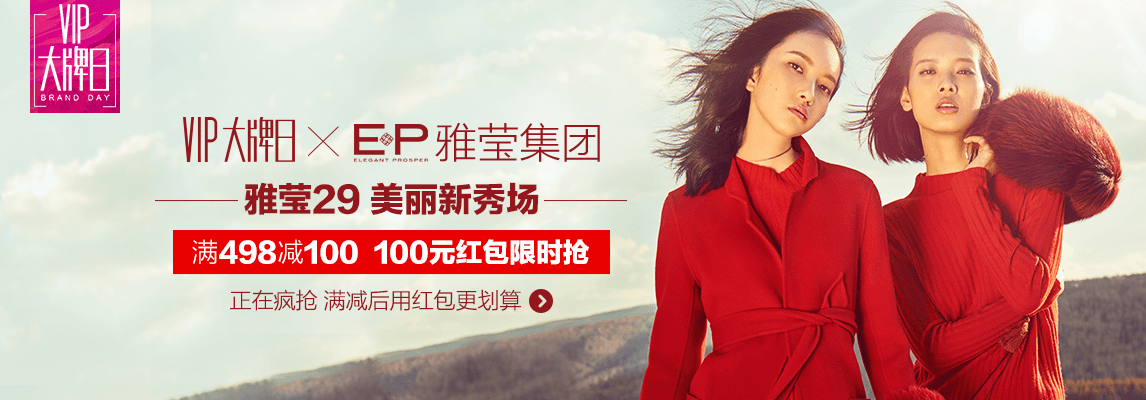 VIP
大牌日
BRAND DAY
VIP大牌日×E·P雅莹集团
ELEGANT PROSPER
雅莹29 美丽新秀场
满498减100 100元红包限时抢
正在疯抢 满减后用红包更划算